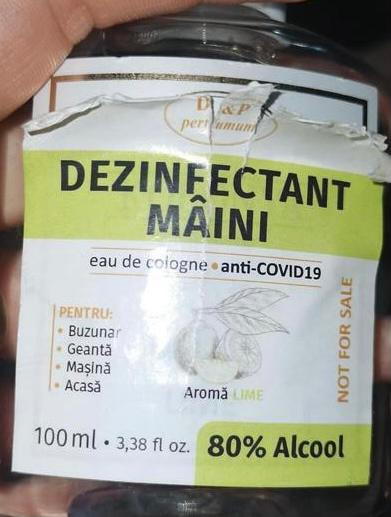 D &P
perfumum
DEZINFECTANT
MÂINI
eau de cologne • anti-COVID19
PENTRU:
• Buzunar
• Geantă
• Mașină
• Acasă
Aromă LIME
NOT FOR SALE
100 ml • 3,38 fl oz.
80% Alcool